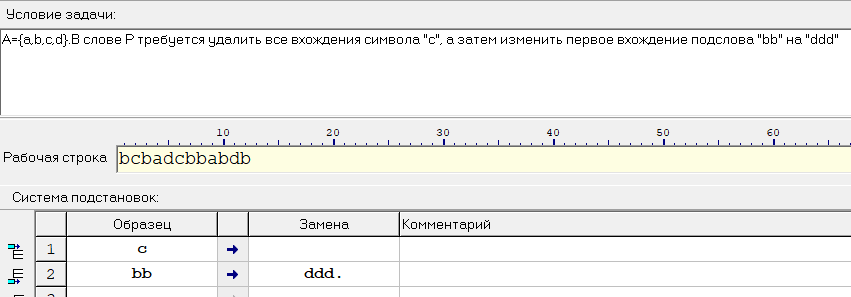 Условие задачи:
A={a,b,c,d}.В слове P требуется удалить все вхождения символа "c", а затем изменить первое вхождение подслова "bb" на "ddd"
10 20 30 40 50 60
Рабочая строка bcbadcbbabdb
Система подстановок:
Образец Замена Комментарий
1 c →
2 bb → ddd.